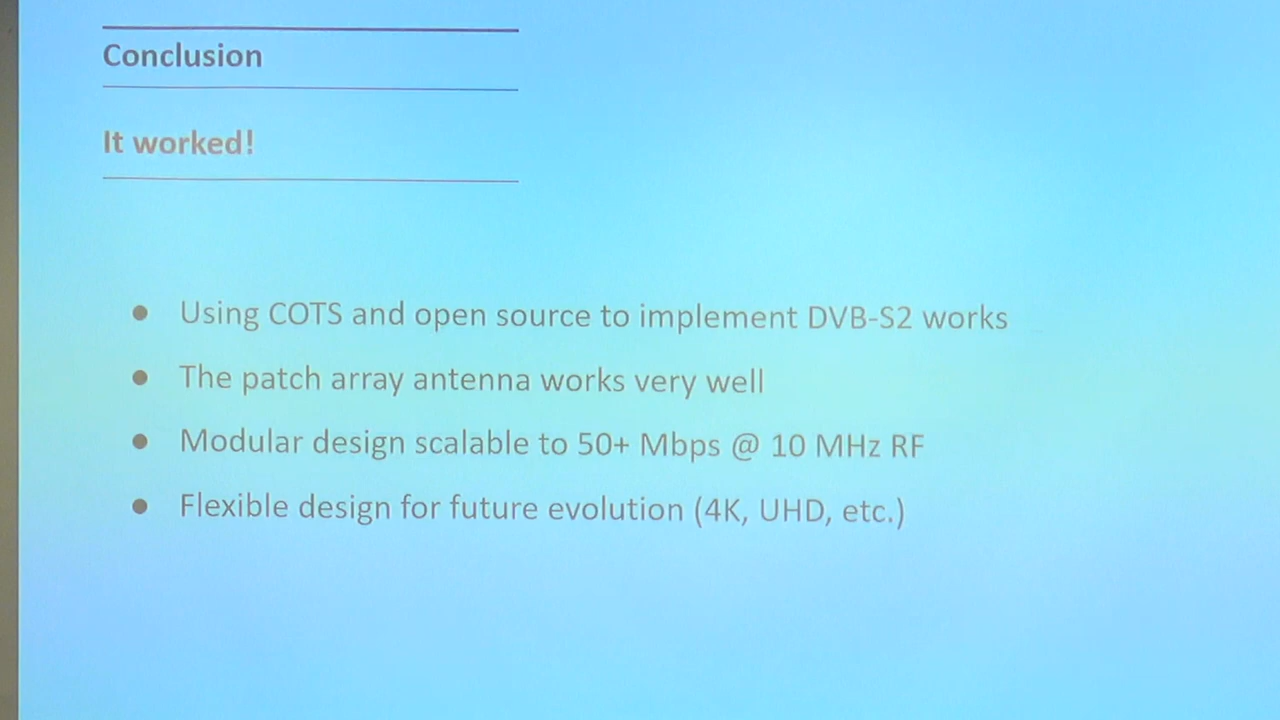 Conclusion
It worked!
● Using COTS and open source to implement DVB-S2 works
● The patch array antenna works very well
● Modular design scalable to 50+ Mbps @ 10 MHz RF
● Flexible design for future evolution (4K, UHD, etc.)